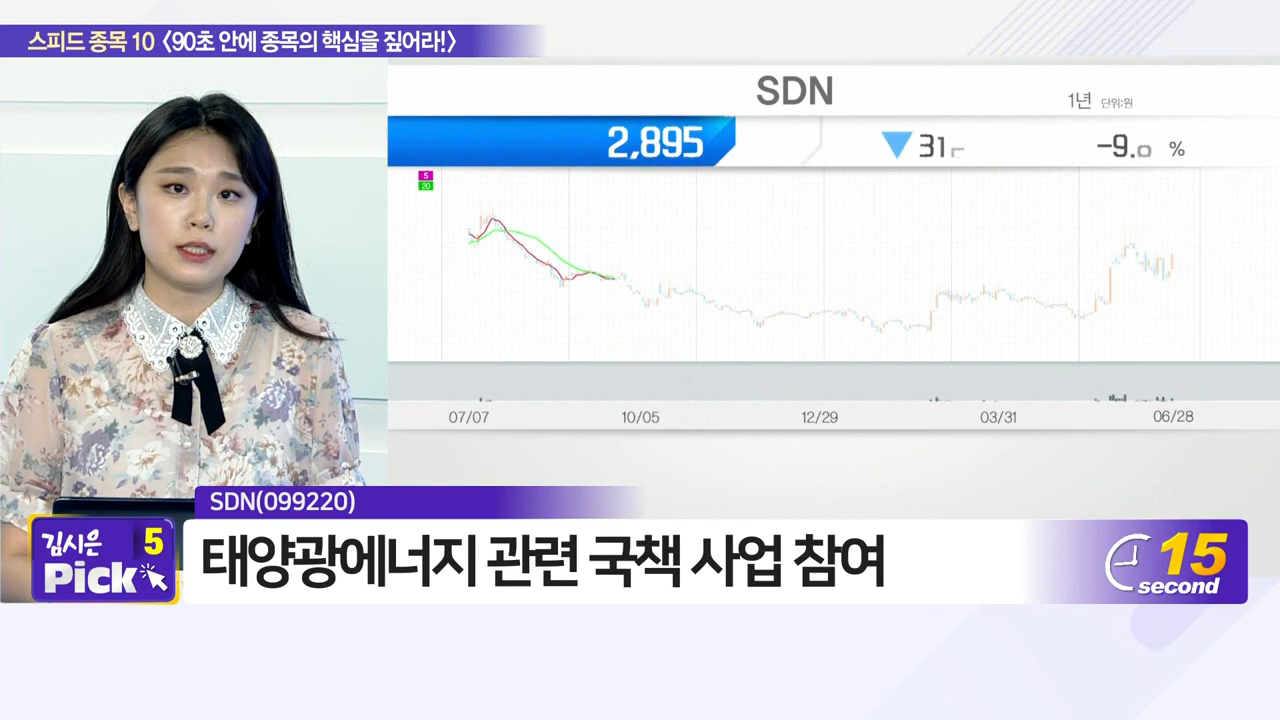 스피드 종목 10 〈90초 안에 종목의 핵심을 짚어라!〉
SDN
1년 단위:원
2,895
%
5
20
07/07 10/05 12/29 03/31 06/28
SDN(099220)
김시은 5
Pick
태양광에너지 관련 국책 사업 참여
15
second